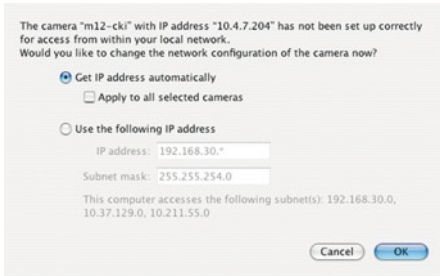 The camera "m12-cki" with IP address "10.4.7.204" has not been set up correctly
for access from within your local network.
Would you like to change the network configuration of the camera now?
Get IP address automatically
Apply to all selected cameras
Use the following IP address
IP address: 192.168.30.*
Subnet mask: 255.255.254.0
This computer accesses the following subnet(s): 192.168.30.0,
10.37.129.0, 10.211.55.0
Cancel OK